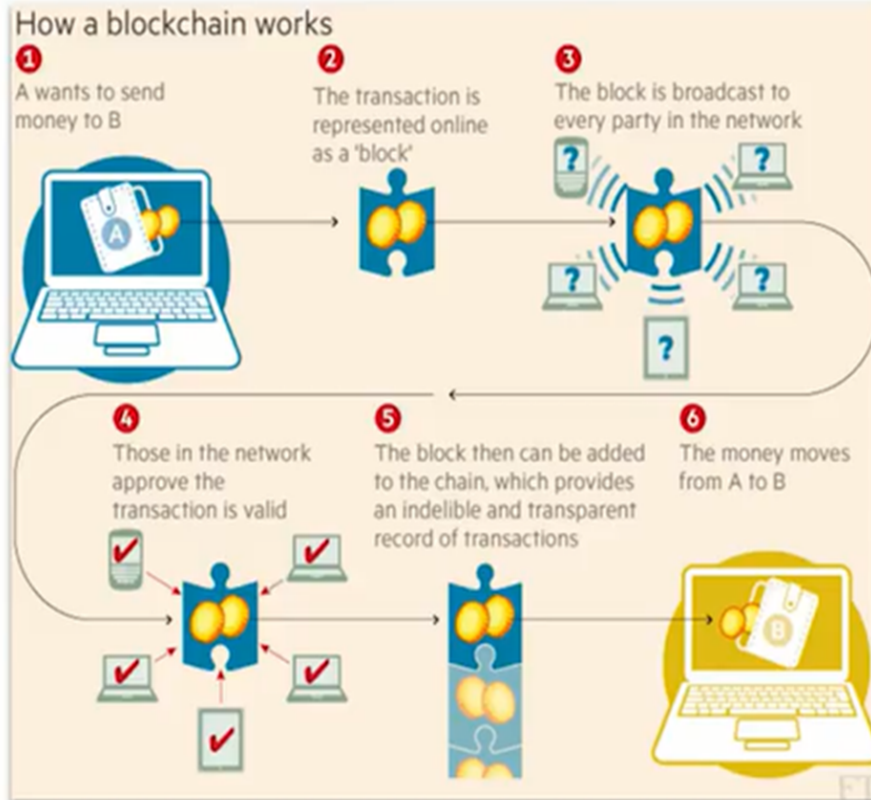 How a blockchain works
1
A wants to send
money to B
2
The transaction is
represented online
as a 'block'
3
The block is broadcast to
every party in the network
?
?
?
?
?
A
4
Those in the network
approve the
transaction is valid
5
The block then can be added
to the chain, which provides
an indelible and transparent
record of transactions
6
The money moves
from A to B
B